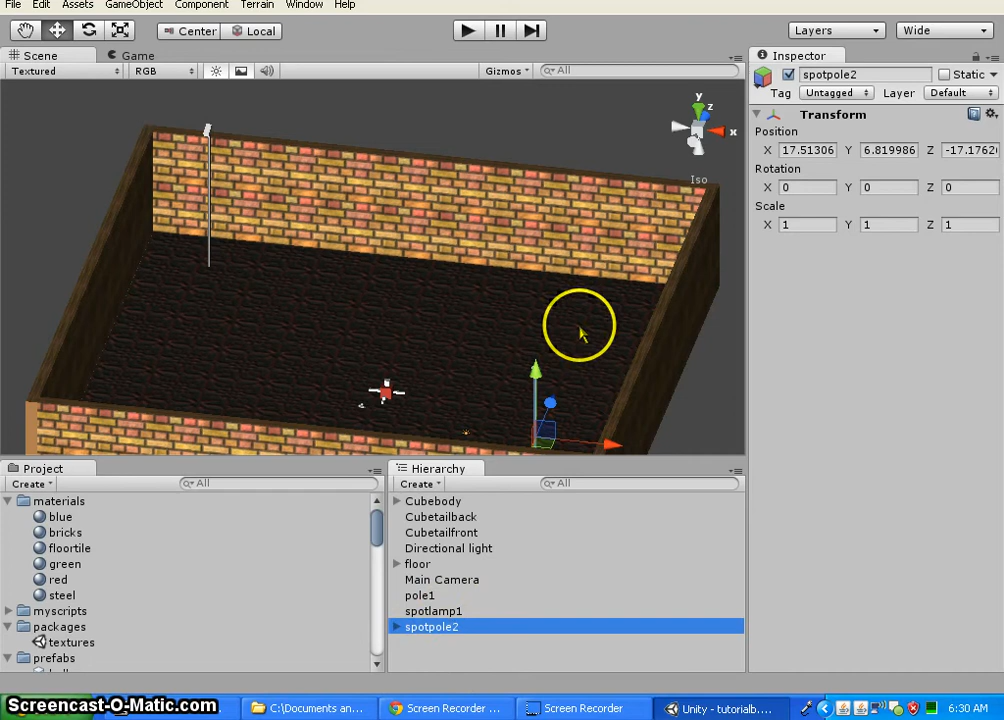 File Edit Assets GameObject Component Terrain Window Help
Center Local Layers Wide
Scene Game Inspector
Textured RGB Gizmos All
spotpole2 Static
Tag Untagged Layer Default
Transform
Position
X 17.51306 Y 6.819986 Z -17.1762
Rotation
X 0 Y 0 Z 0
Scale
X 1 Y 1 Z 1
y
z
x
Iso
Project Hierarchy
Create All Create All
materials
blue
bricks
floortile
green
red
steel
myscripts
packages
textures
prefabs
Cubebody
Cubetailback
Cubetailfront
Directional light
floor
Main Camera
pole1
spotlamp1
spotpole2
Screencast-O-Matic.com
C:\Documents an...
Screen Recorder ...
Screen Recorder
Unity - tutorialb...
6:30 AM